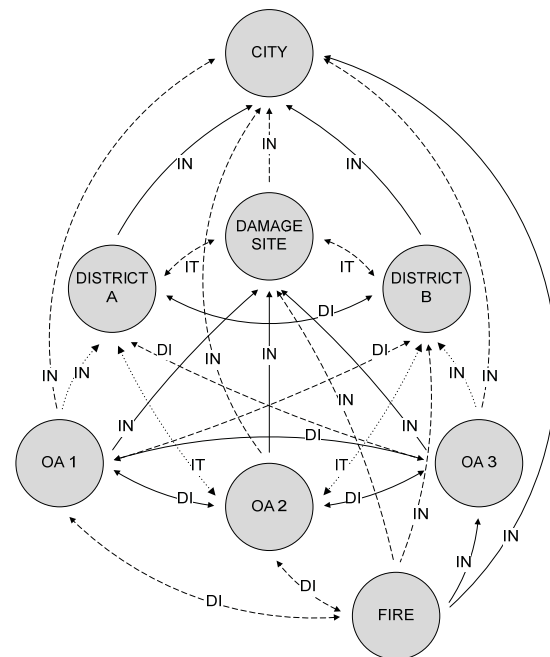 CITY
IN
IN
IN
DAMAGE
SITE
DISTRICT
A
IT
IT
DISTRICT
B
DI
IN
IN
DI
IN
DI
IN
IN
IN
IN
IN
IN
DI
OA 1
IT
IT
OA 3
DI
OA 2
DI
IN
IN
IN
DI
DI
FIRE